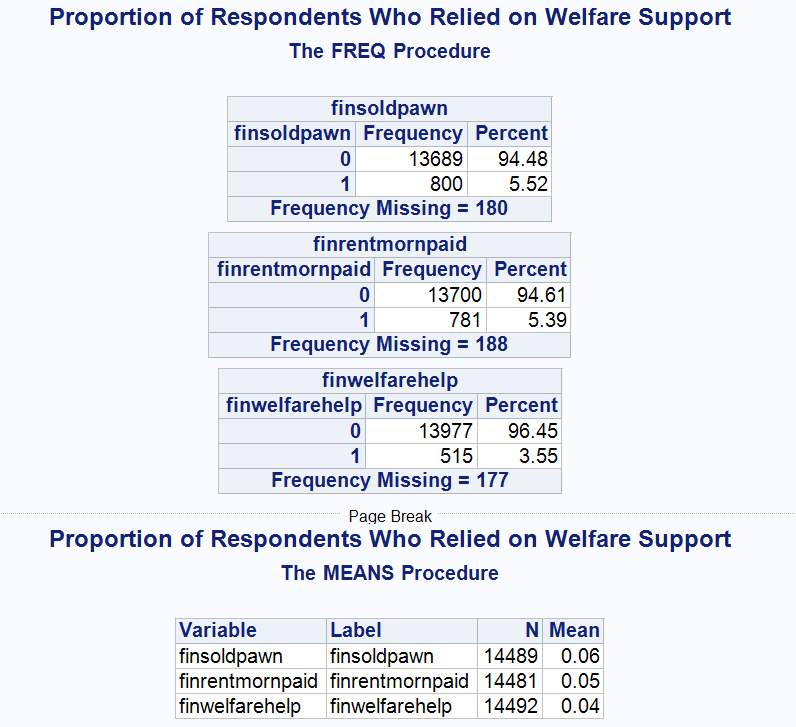 Proportion of Respondents Who Relied on Welfare Support
The FREQ Procedure
finsoldpawn
finsoldpawn Frequency Percent
0 13689 94.48
1 800 5.52
Frequency Missing = 180
finrentmornpaid
finrentmornpaid Frequency Percent
0 13700 94.61
1 781 5.39
Frequency Missing = 188
finwelfarehelp
finwelfarehelp Frequency Percent
0 13977 96.45
1 515 3.55
Frequency Missing = 177
Page Break
Proportion of Respondents Who Relied on Welfare Support
The MEANS Procedure
Variable Label N Mean
finsoldpawn finsoldpawn 14489 0.06
finrentmornpaid finrentmornpaid 14481 0.05
finwelfarehelp finwelfarehelp 14492 0.04